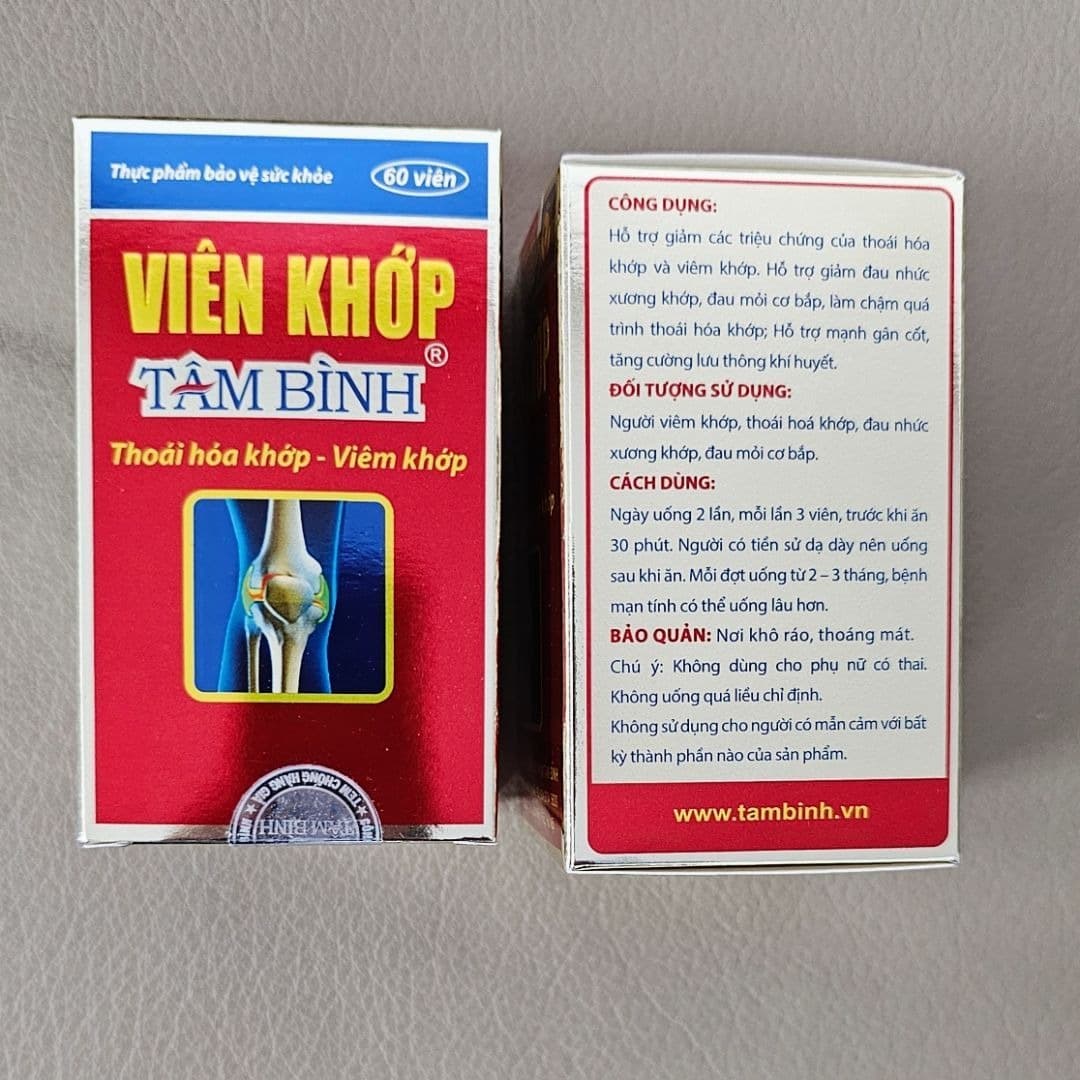 Thực phẩm bảo vệ sức khỏe 60 viên
VIÊN KHỚP
TÂM BÌNH ®
Thoái hóa khớp - Viêm khớp
TEM CHỐNG HÀNG GIẢ
TÂM BÌNH
CÔNG DỤNG:
Hỗ trợ giảm các triệu chứng của thoái hóa
khớp và viêm khớp. Hỗ trợ giảm đau nhức
xương khớp, đau mỏi cơ bắp, làm chậm quá
trình thoái hóa khớp; Hỗ trợ mạnh gân cốt,
tăng cường lưu thông khí huyết.
ĐỐI TƯỢNG SỬ DỤNG:
Người viêm khớp, thoái hoá khớp, đau nhức
xương khớp, đau mỏi cơ bắp.
CÁCH DÙNG:
Ngày uống 2 lần, mỗi lần 3 viên, trước khi ăn
30 phút. Người có tiền sử dạ dày nên uống
sau khi ăn. Mỗi đợt uống từ 2 – 3 tháng, bệnh
mạn tính có thể uống lâu hơn.
BẢO QUẢN: Nơi khô ráo, thoáng mát.
Chú ý: Không dùng cho phụ nữ có thai.
Không uống quá liều chỉ định.
Không sử dụng cho người có mẫn cảm với bất
kỳ thành phần nào của sản phẩm.
www.tambinh.vn